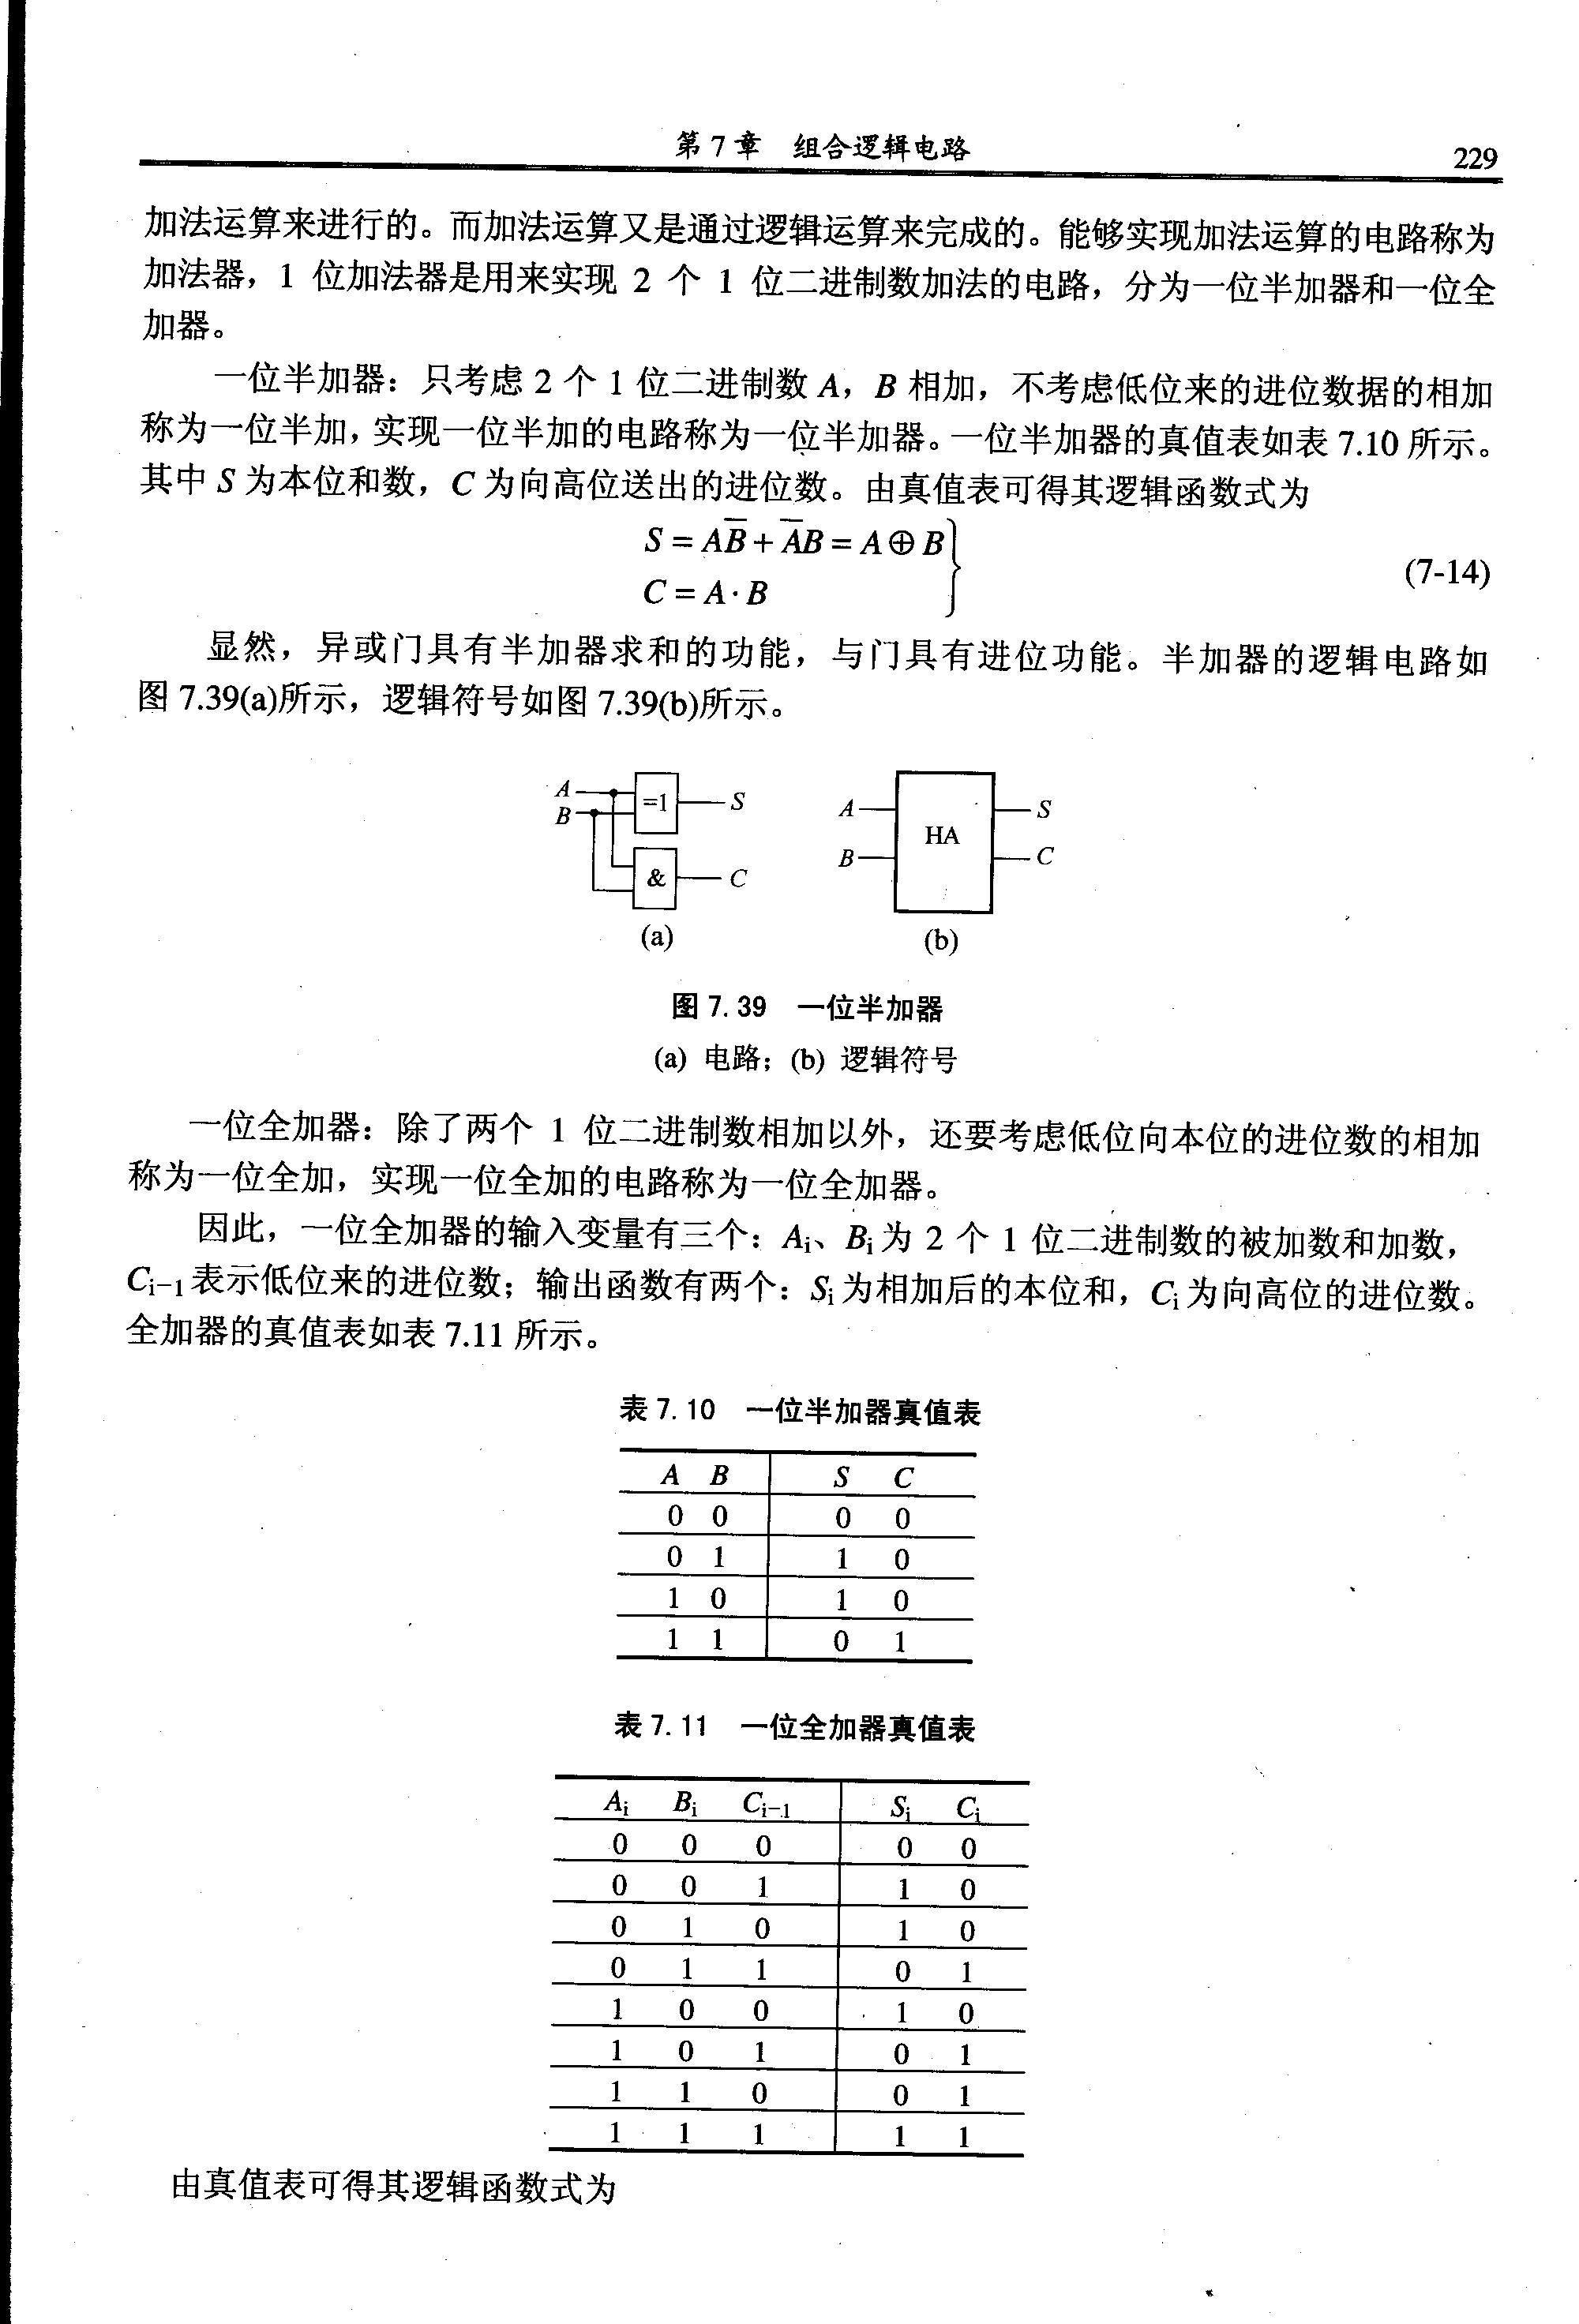 第7章 组合逻辑电路
229
加法运算来进行的。而加法运算又是通过逻辑运算来完成的。能够实现加法运算的电路称为
加法器，1 位加法器是用来实现 2 个 1 位二进制数加法的电路，分为一位半加器和一位全
加器。
一位半加器：只考虑 2 个 1 位二进制数 A，B 相加，不考虑低位来的进位数据的相加
称为一位半加，实现一位半加的电路称为一位半加器。一位半加器的真值表如表 7.10 所示。
其中 S 为本位和数，C 为向高位送出的进位数。由真值表可得其逻辑函数式为
S = AB̅ + A̅B = A⊕B
C = A·B
(7-14)
显然，异或门具有半加器求和的功能，与门具有进位功能。半加器的逻辑电路如
图 7.39(a)所示，逻辑符号如图 7.39(b)所示。
A =1 S
B
& C
(a)
A HA S
B C
(b)
图 7.39 一位半加器
(a) 电路；(b) 逻辑符号
一位全加器：除了两个 1 位二进制数相加以外，还要考虑低位向本位的进位数的相加
称为一位全加，实现一位全加的电路称为一位全加器。
因此，一位全加器的输入变量有三个：Ai、Bi 为 2 个 1 位二进制数的被加数和加数，
Ci-1 表示低位来的进位数；输出函数有两个：Si 为相加后的本位和，Ci 为向高位的进位数。
全加器的真值表如表 7.11 所示。
表 7.10 一位半加器真值表
A B S C
0 0 0 0
0 1 1 0
1 0 1 0
1 1 0 1
表 7.11 一位全加器真值表
Ai Bi Ci-1 Si Ci
0 0 0 0 0
0 0 1 1 0
0 1 0 1 0
0 1 1 0 1
1 0 0 1 0
1 0 1 0 1
1 1 0 0 1
1 1 1 1 1
由真值表可得其逻辑函数式为